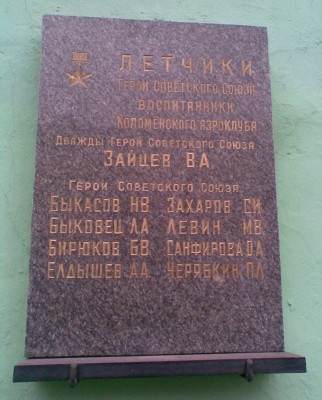 ЛЕТЧИКИ
ГЕРОИ СОВЕТСКОГО СОЮЗА
ВОСПИТАННИКИ
КОЛОМЕНСКОГО АЭРОКЛУБА
ДВАЖДЫ ГЕРОЙ СОВЕТСКОГО СОЮЗА
ЗАЙЦЕВ В.А.
ГЕРОИ СОВЕТСКОГО СОЮЗА
БЫКАСОВ Н.В. ЗАХАРОВ С.И.
БЫКОВЕЦ Л.А. ЛЕВИН М.В.
БИРЮКОВ Б.В. САНФИРОВА О.А.
ЕЛДЫШЕВ А.А. ЧЕРЯБКИН П.Л.